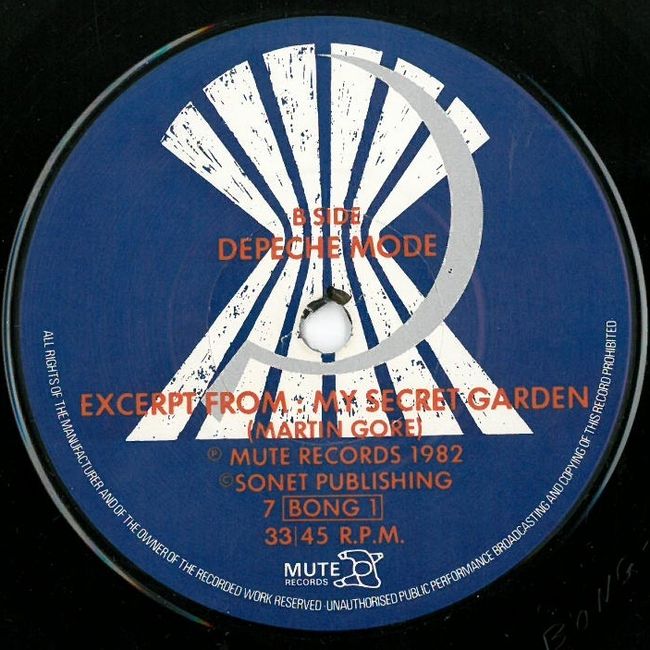 B SIDE
DEPECHE MODE
EXCERPT FROM : MY SECRET GARDEN
(MARTIN GORE)
℗ MUTE RECORDS 1982
© SONET PUBLISHING
7 BONG 1
33|45 R.P.M.
MUTE
RECORDS
ALL RIGHTS OF THE MANUFACTURER AND OF THE OWNER OF THE RECORDED WORK RESERVED · UNAUTHORISED PUBLIC PERFORMANCE BROADCASTING AND COPYING OF THIS RECORD PROHIBITED
BONG